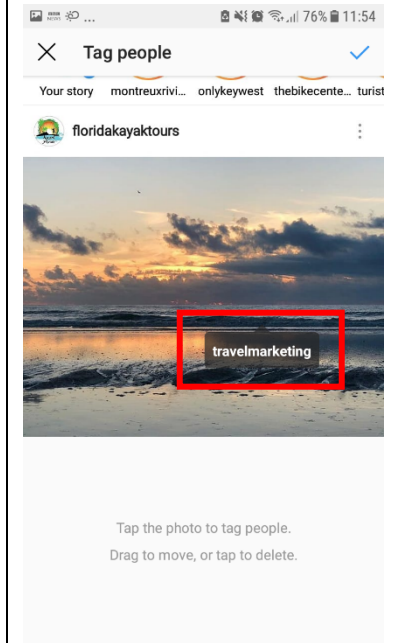 76% 11:54
Tag people
Your story montreuxrivi... onlykeywest thebikecente... turist
floridakayaktours
travelmarketing
Tap the photo to tag people.
Drag to move, or tap to delete.